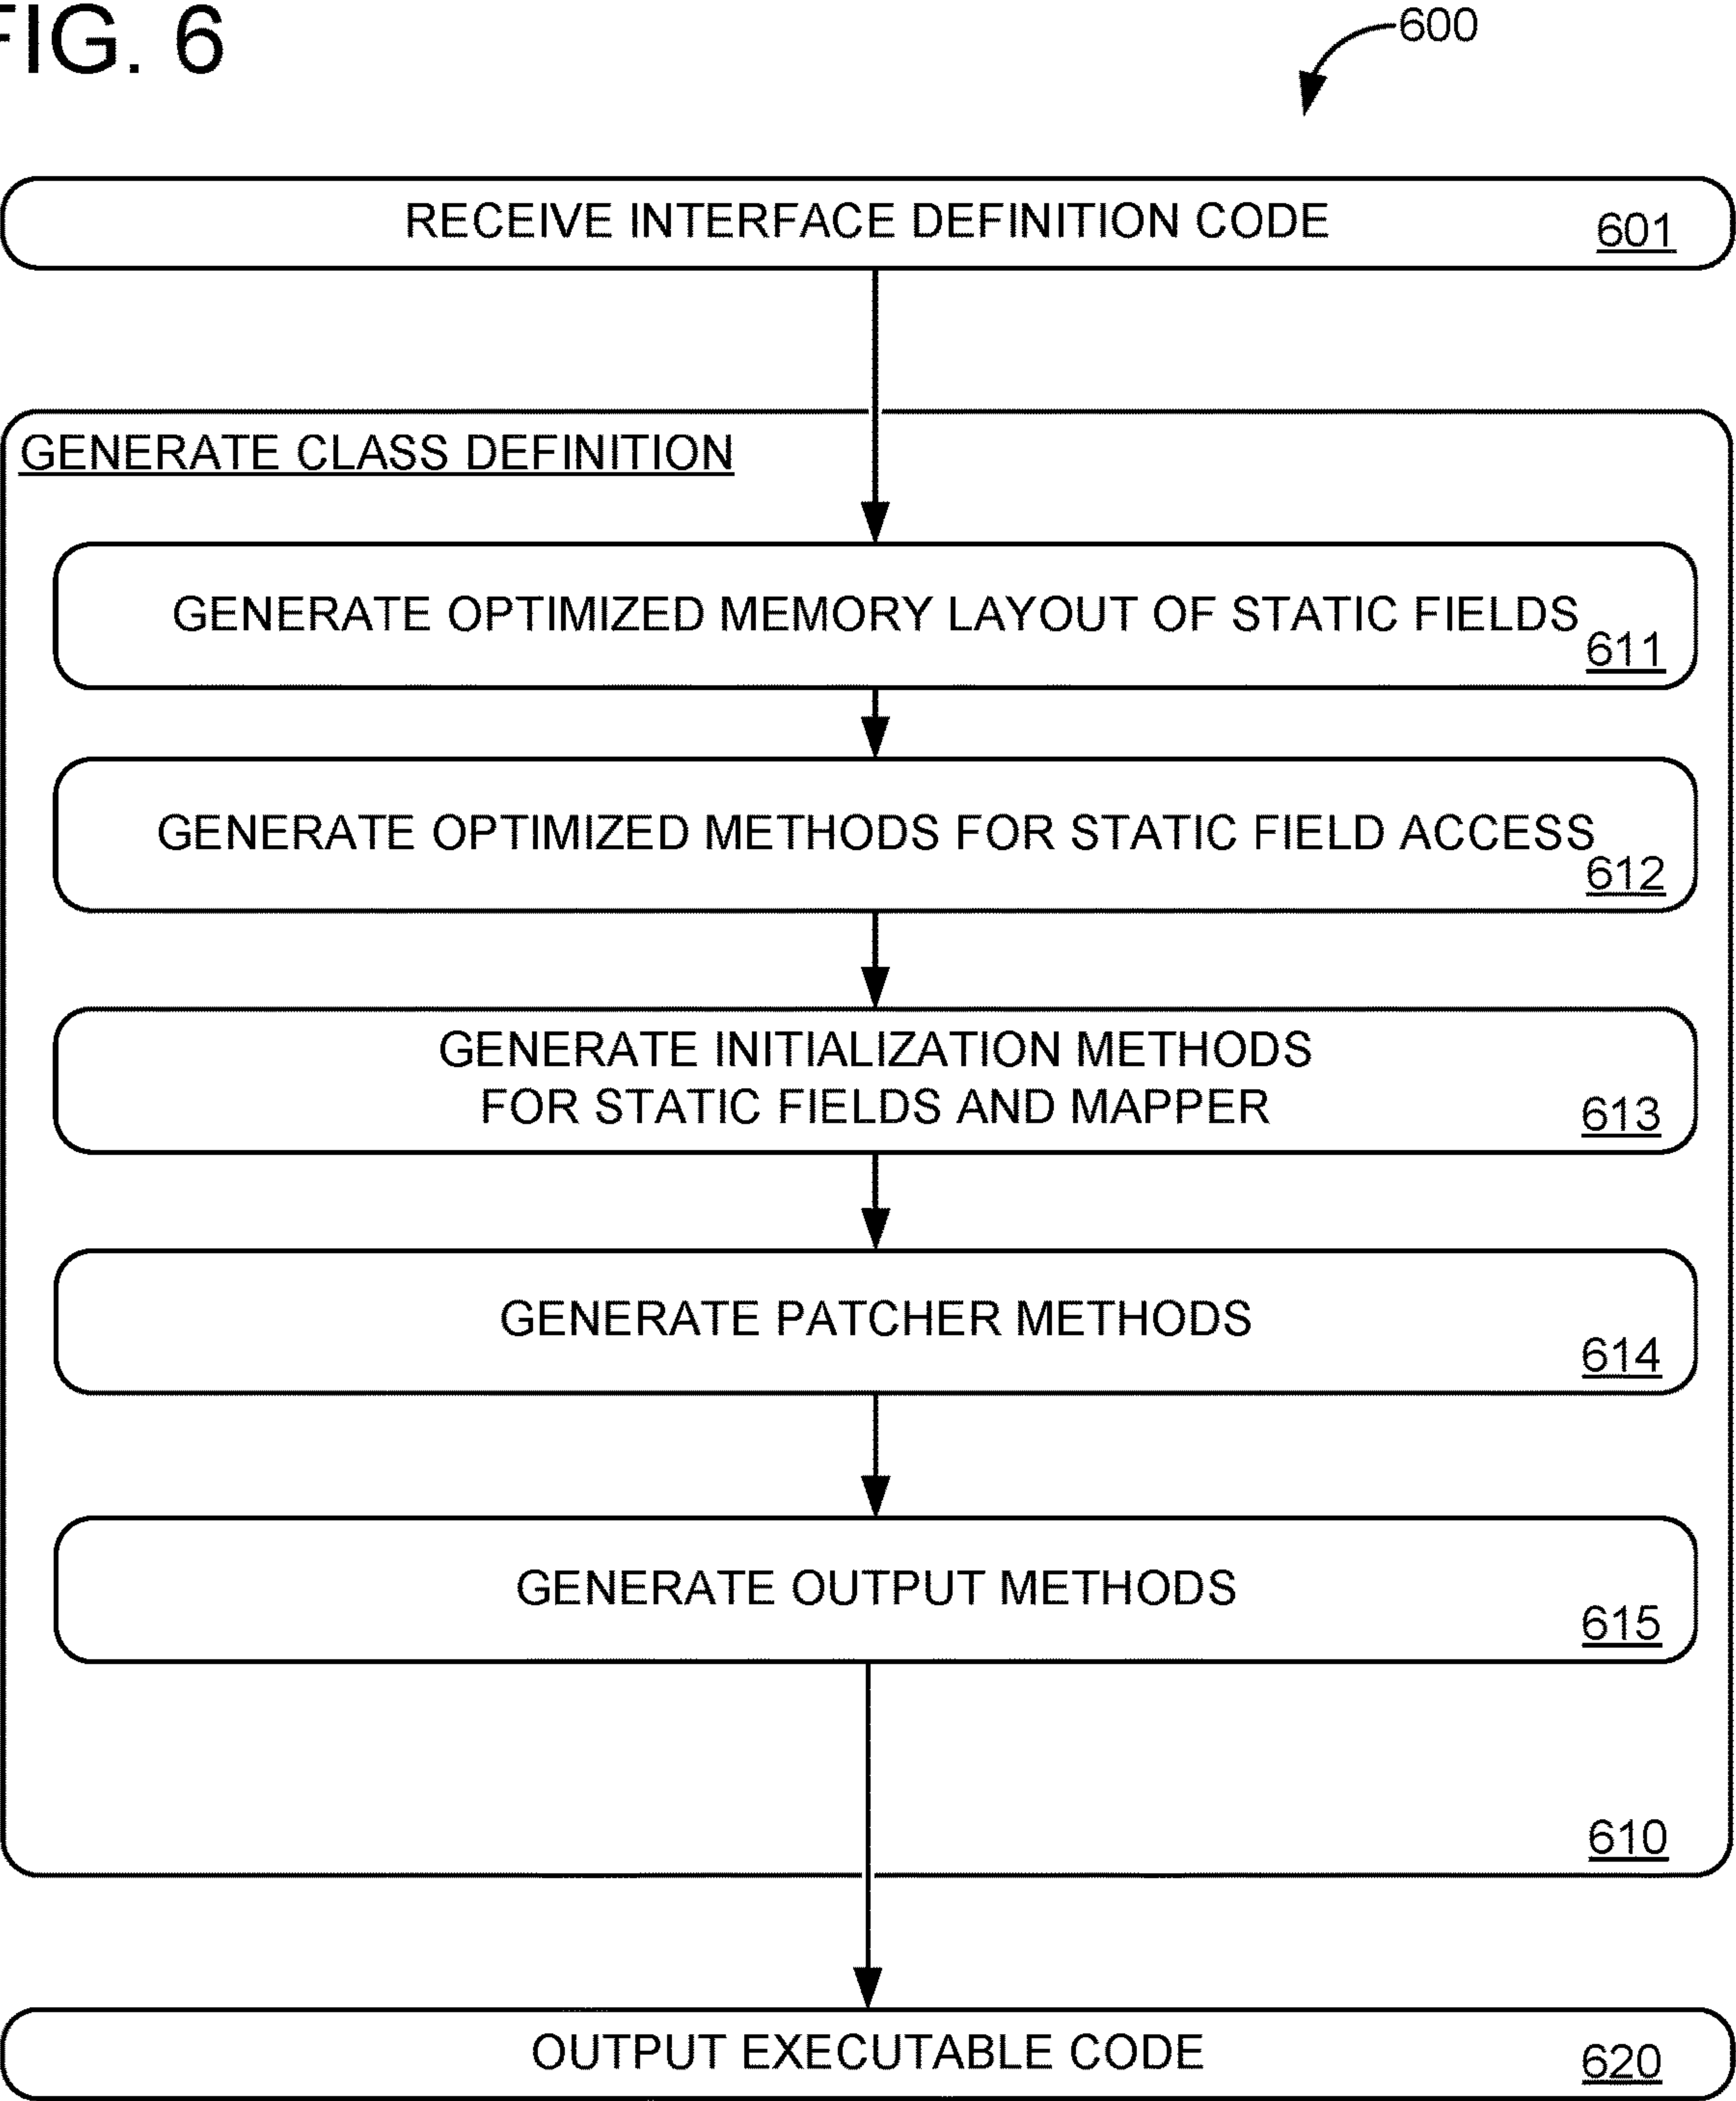 FIG. 6
600
RECEIVE INTERFACE DEFINITION CODE
601
GENERATE CLASS DEFINITION
GENERATE OPTIMIZED MEMORY LAYOUT OF STATIC FIELDS
611
GENERATE OPTIMIZED METHODS FOR STATIC FIELD ACCESS
612
GENERATE INITIALIZATION METHODS
FOR STATIC FIELDS AND MAPPER
613
GENERATE PATCHER METHODS
614
GENERATE OUTPUT METHODS
615
610
OUTPUT EXECUTABLE CODE
620